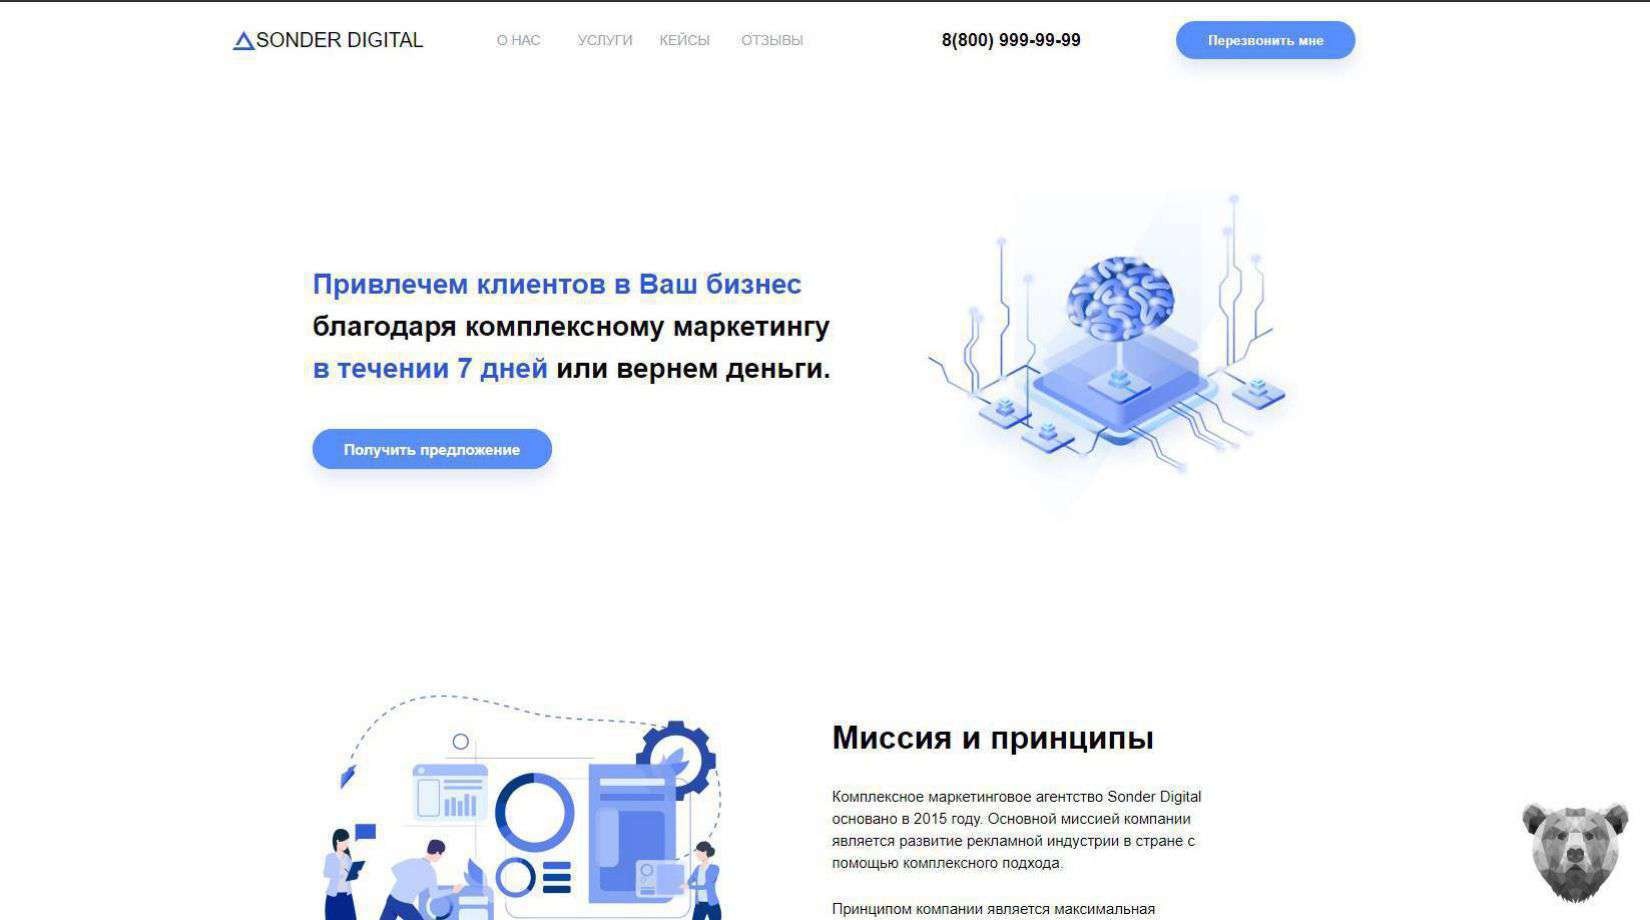 SONDER DIGITAL
О НАС УСЛУГИ КЕЙСЫ ОТЗЫВЫ
8(800) 999-99-99
Перезвонить мне
Привлечем клиентов в Ваш бизнес
благодаря комплексному маркетингу
в течении 7 дней или вернем деньги.
Получить предложение
Миссия и принципы
Комплексное маркетинговое агентство Sonder Digital
основано в 2015 году. Основной миссией компании
является развитие рекламной индустрии в стране с
помощью комплексного подхода.
Принципом компании является максимальная